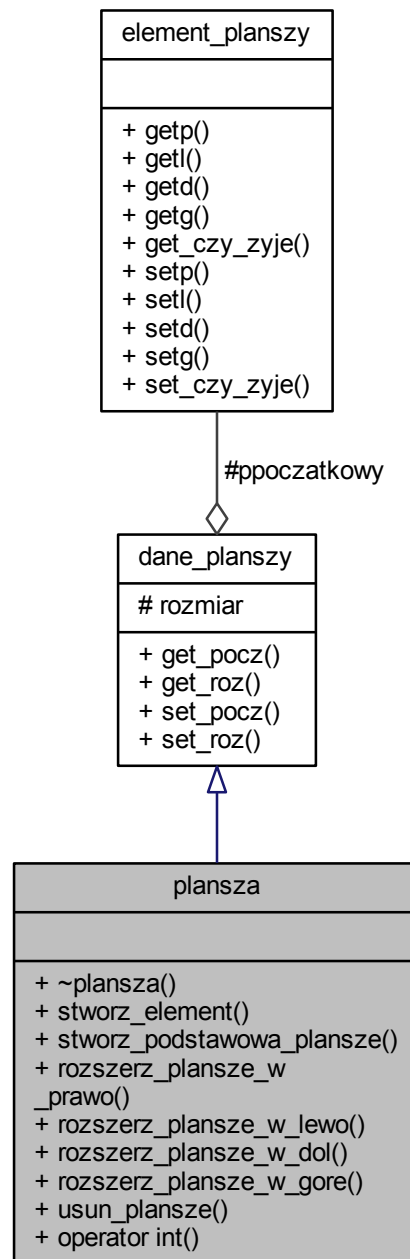 element_planszy
+ getp()
+ getl()
+ getd()
+ getg()
+ get_czy_zyje()
+ setp()
+ setl()
+ setd()
+ setg()
+ set_czy_zyje()
#ppoczatkowy
dane_planszy
# rozmiar
+ get_pocz()
+ get_roz()
+ set_pocz()
+ set_roz()
plansza
+ ~plansza()
+ stworz_element()
+ stworz_podstawowa_plansze()
+ rozszerz_plansze_w
_prawo()
+ rozszerz_plansze_w_lewo()
+ rozszerz_plansze_w_dol()
+ rozszerz_plansze_w_gore()
+ usun_plansze()
+ operator int()